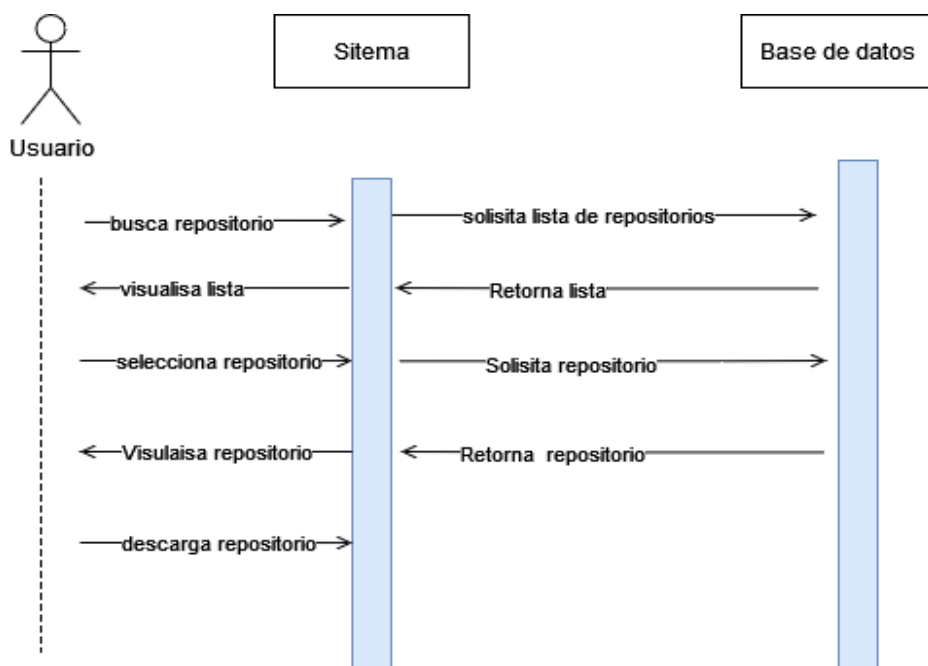 Sitema
Base de datos
Usuario
busca repositorio
solisita lista de repositorios
visualisa lista
Retorna lista
selecciona repositorio
Solisita repositorio
Visulaisa repositorio
Retorna repositorio
descarga repositorio